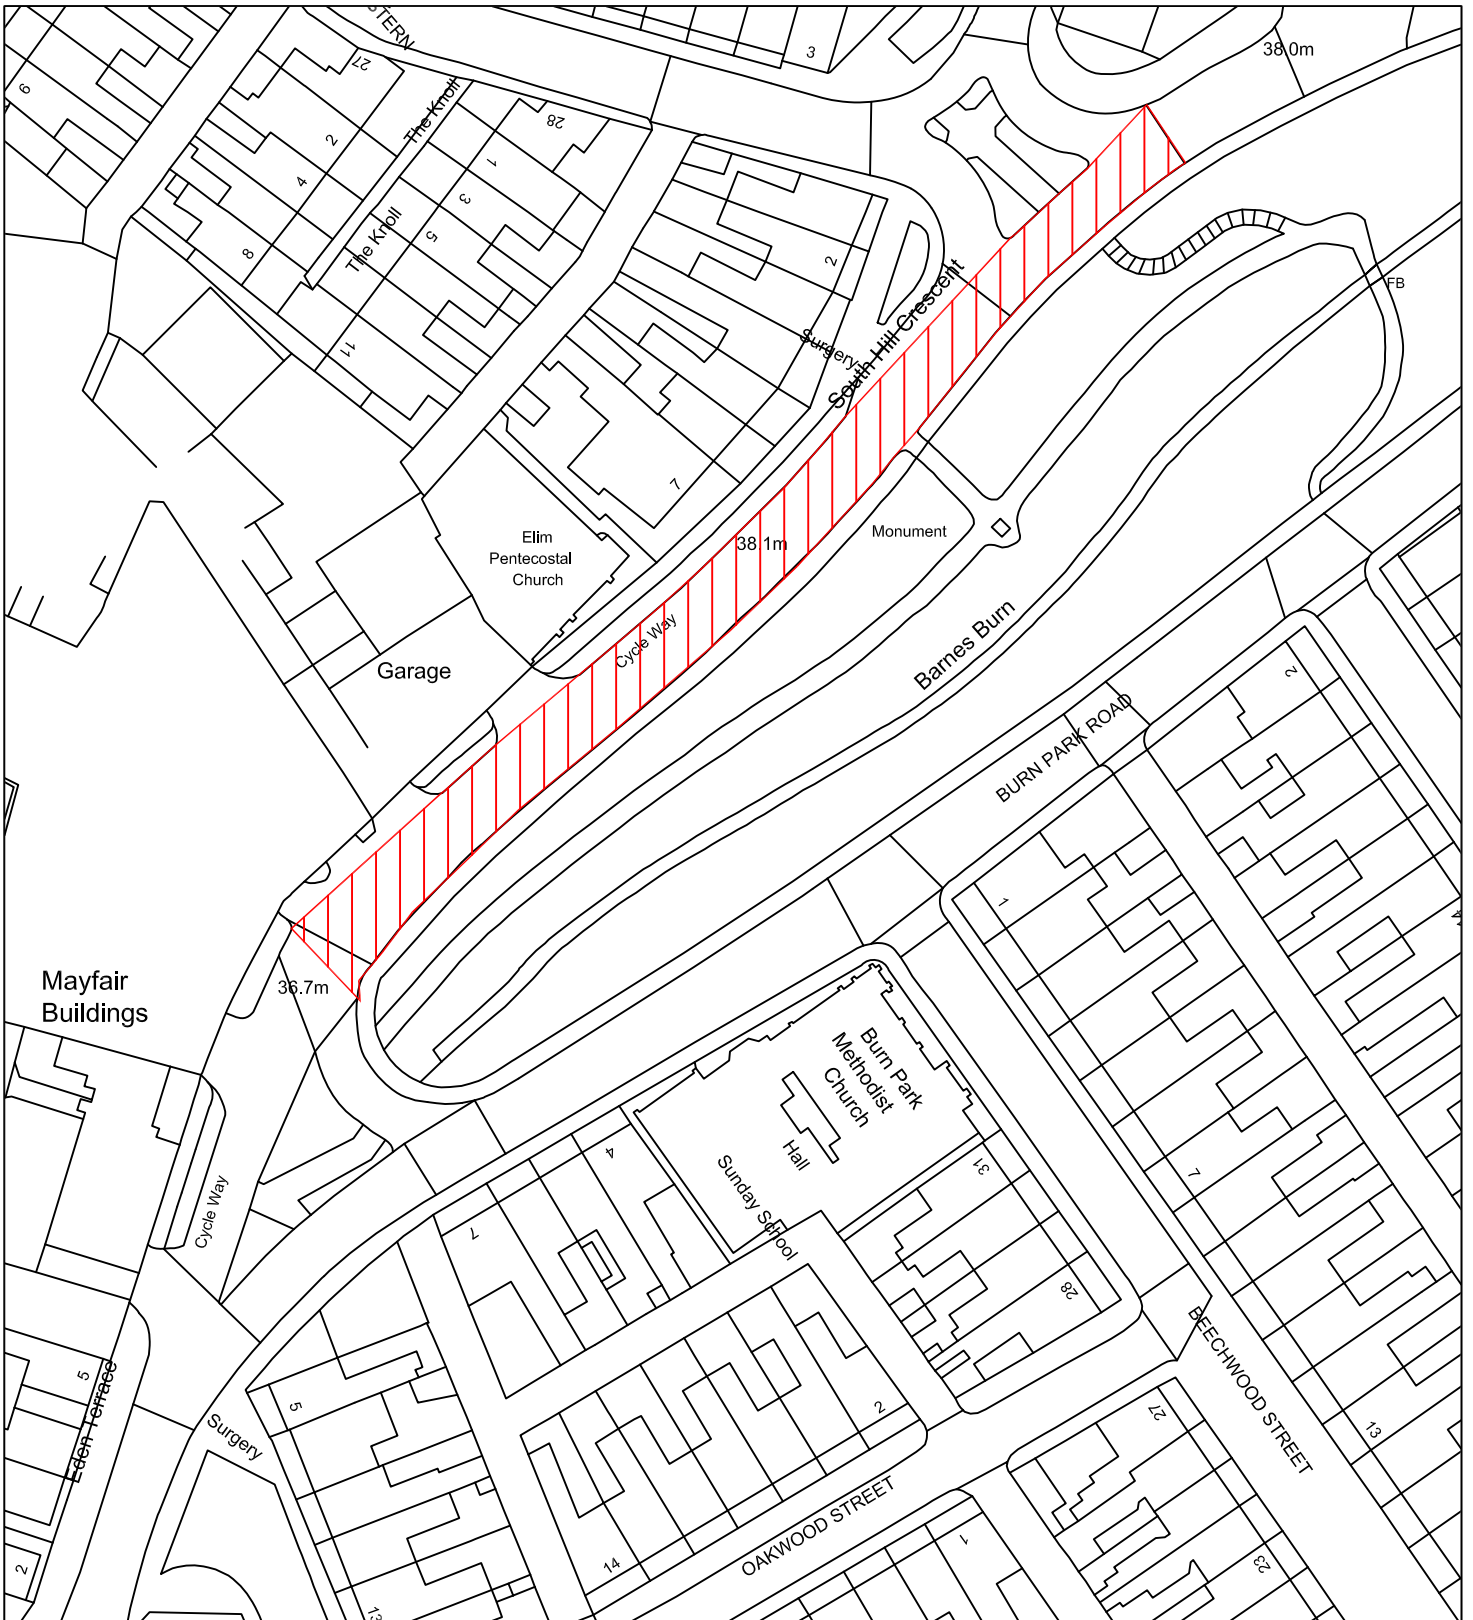 STERN
3
38.0m
27
6
The Knoll
28
2
1
4
3
The Knoll
5
8
2
FB
South Hill Crescent
Surgery
11
7
38.1m
Monument
Elim
Pentecostal
Church
Cycle Way
Barnes Burn
Garage
2
BURN PARK ROAD
1
Mayfair
Buildings
36.7m
Burn Park
Methodist
Church
Hall
Sunday School
4
31
7
Cycle Way
7
28
BEECHWOOD STREET
5
Eden Terrace
5
Surgery
2
27
13
OAKWOOD STREET
14
1
23
2
13